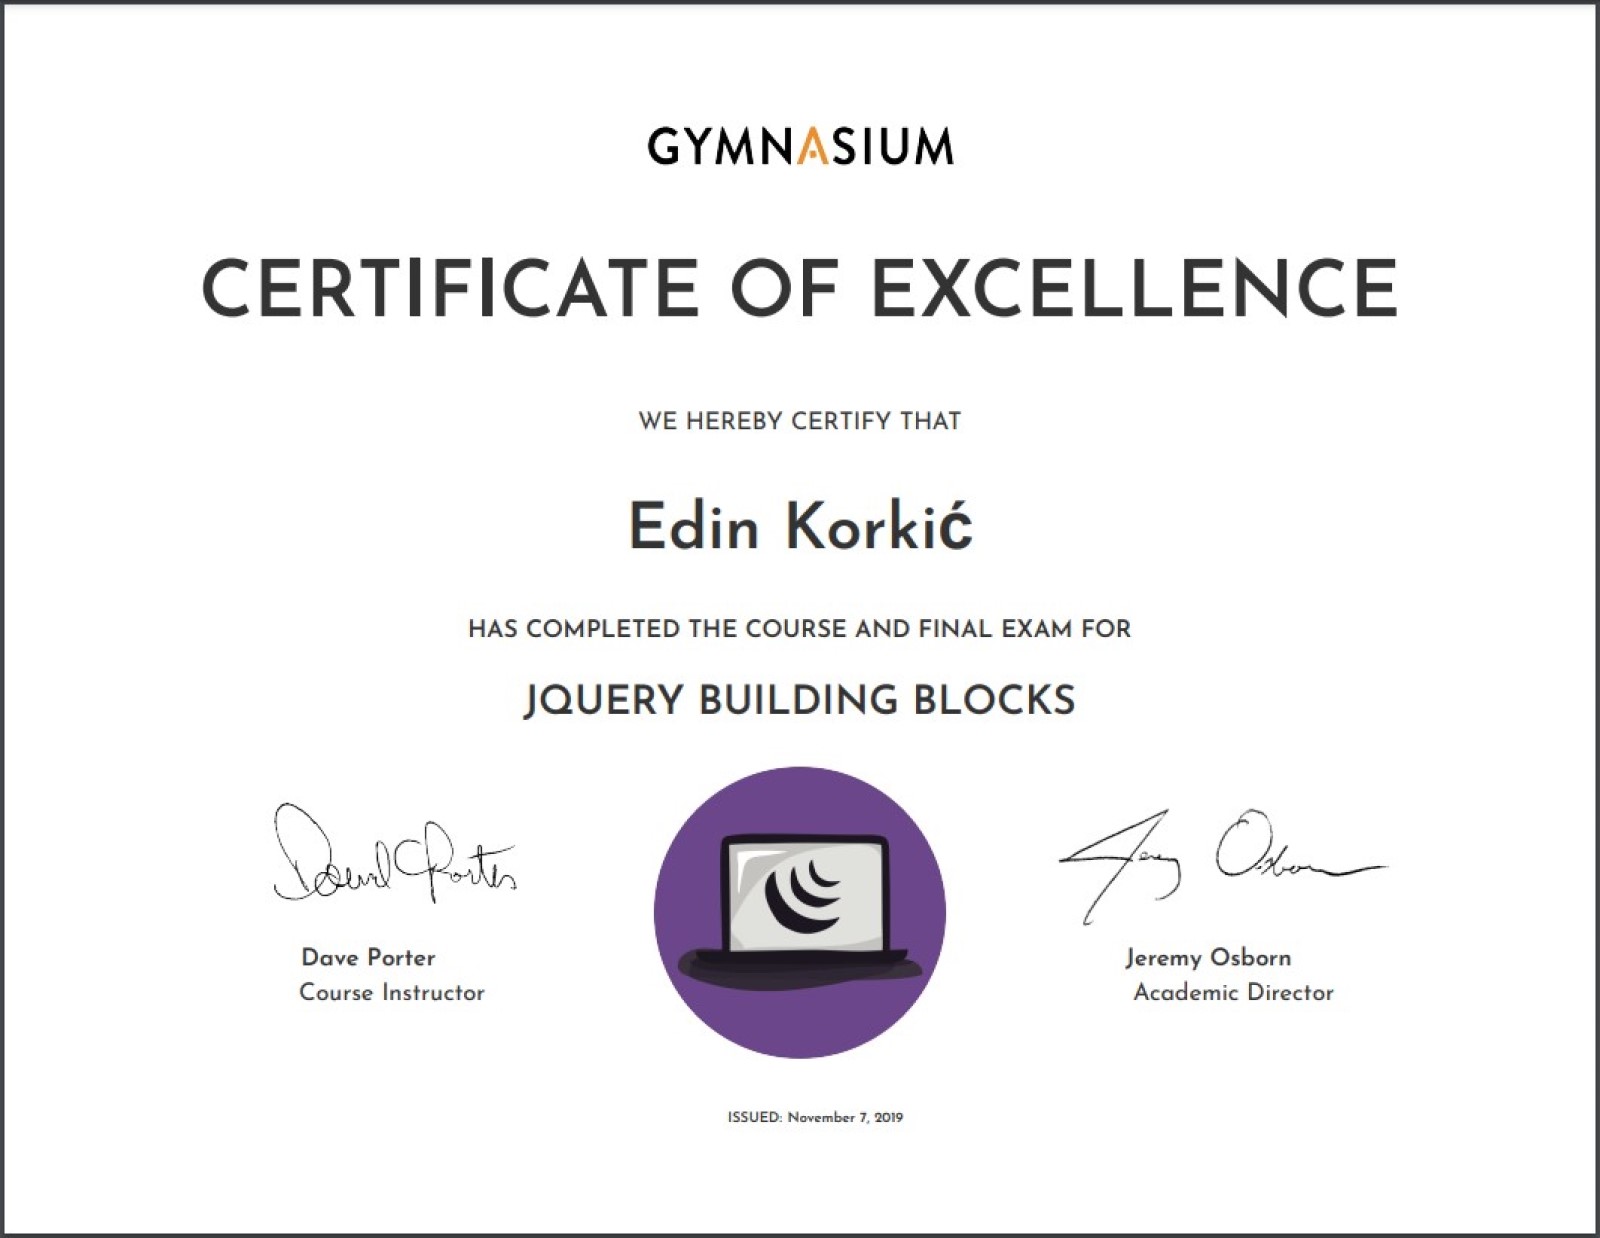 GYMNASIUM
CERTIFICATE OF EXCELLENCE
WE HEREBY CERTIFY THAT
Edin Korkić
HAS COMPLETED THE COURSE AND FINAL EXAM FOR
JQUERY BUILDING BLOCKS
David C Porter
Jeremy Osborn
Dave Porter
Course Instructor
Jeremy Osborn
Academic Director
ISSUED: November 7, 2019